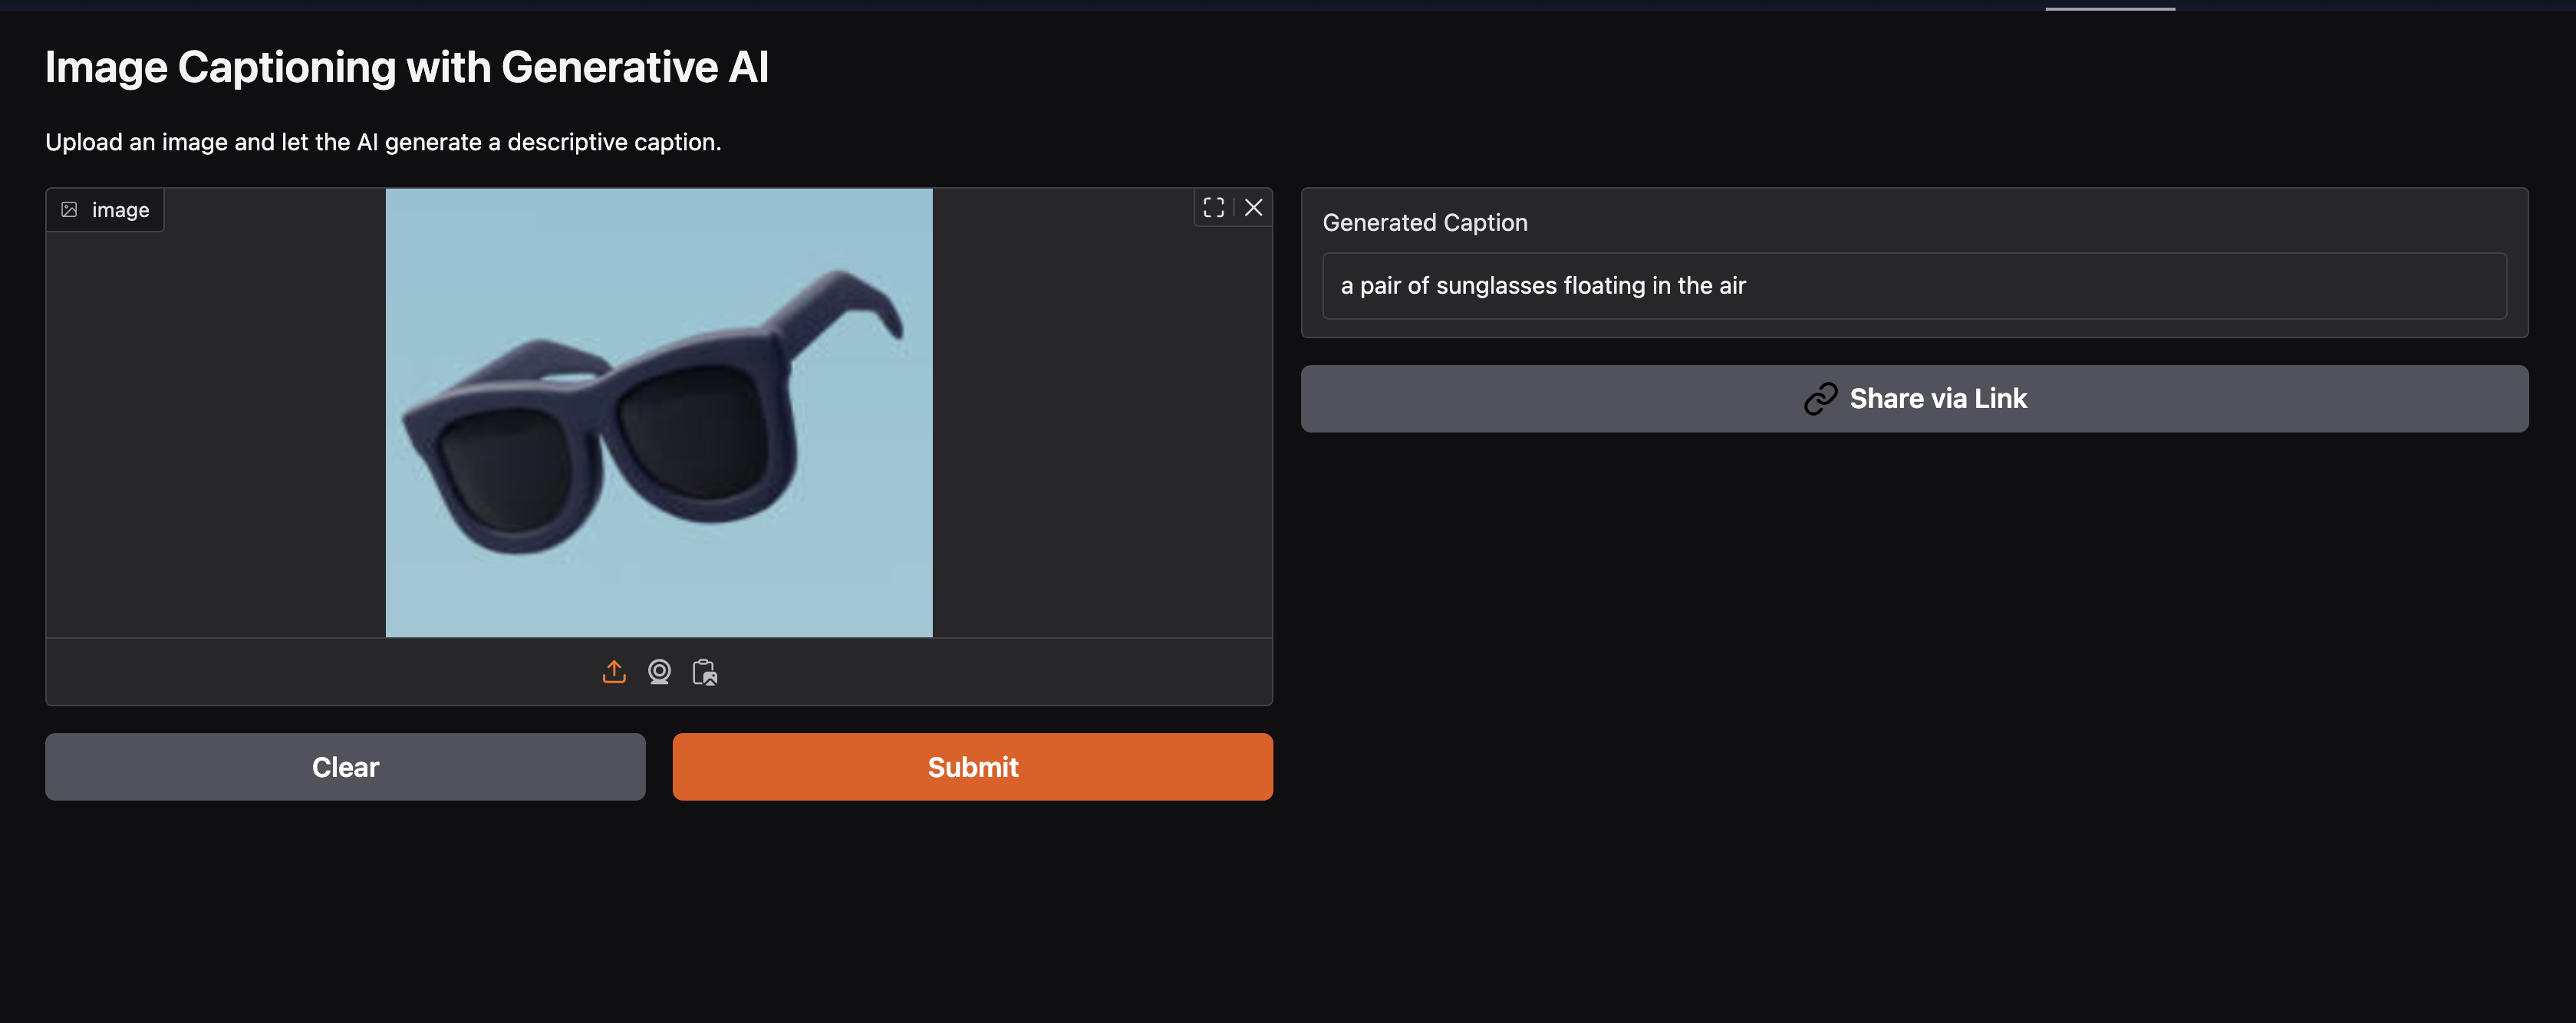 Image Captioning with Generative AI
Upload an image and let the AI generate a descriptive caption.
image
Generated Caption
a pair of sunglasses floating in the air
Share via Link
Clear
Submit